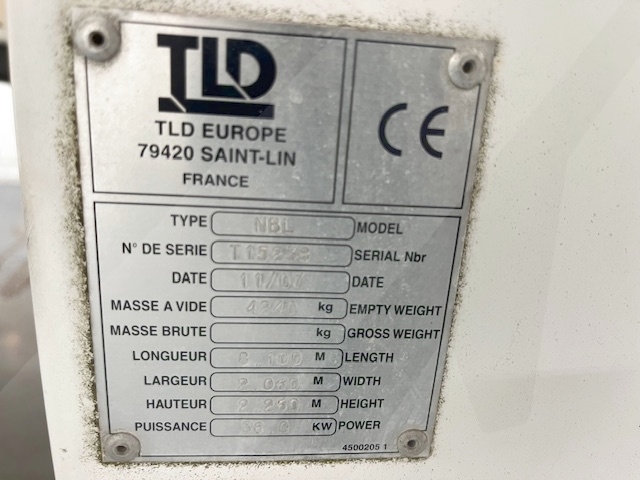 TLD
TLD EUROPE
79420 SAINT-LIN
FRANCE
CE
TYPE NBL MODEL
N° DE SERIE SERIAL Nbr
DATE DATE
MASSE A VIDE kg EMPTY WEIGHT
MASSE BRUTE kg GROSS WEIGHT
LONGUEUR M LENGTH
LARGEUR M WIDTH
HAUTEUR M HEIGHT
PUISSANCE KW POWER
4500205 1